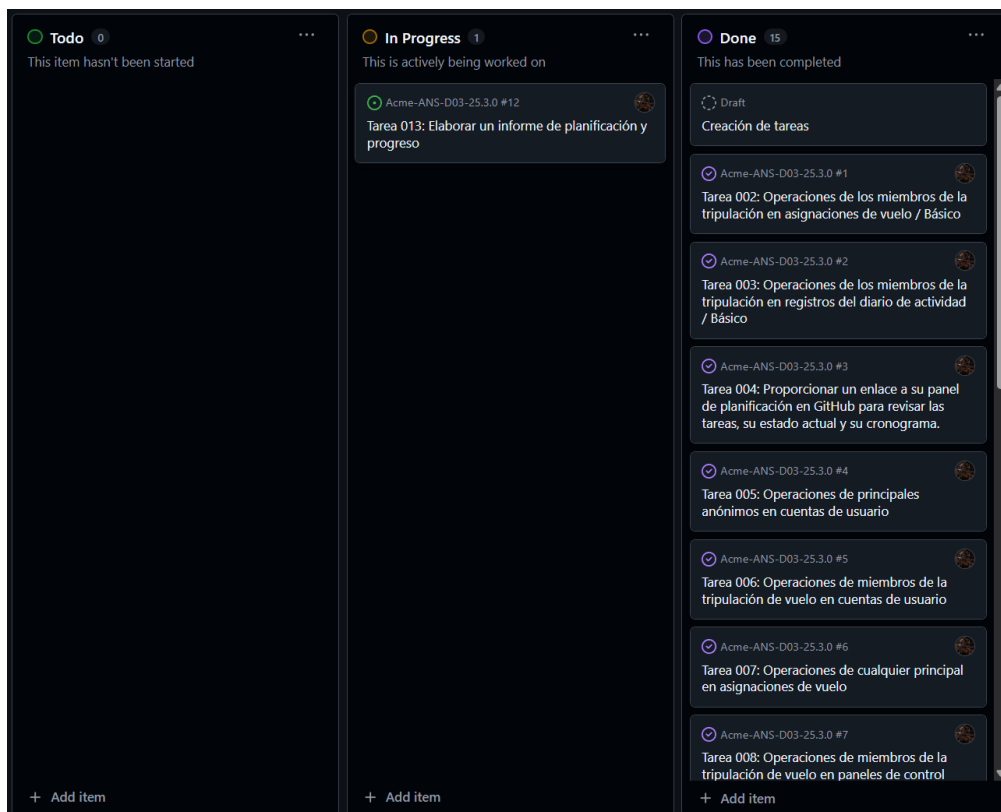 Todo 0 ...
This item hasn't been started
+ Add item
In Progress 1 ...
This is actively being worked on
Acme-ANS-D03-25.3.0 #12
Tarea 013: Elaborar un informe de planificación y
progreso
+ Add item
Done 15 ...
This has been completed
Draft
Creación de tareas
Acme-ANS-D03-25.3.0 #1
Tarea 002: Operaciones de los miembros de la
tripulación en asignaciones de vuelo / Básico
Acme-ANS-D03-25.3.0 #2
Tarea 003: Operaciones de los miembros de la
tripulación en registros del diario de actividad
/ Básico
Acme-ANS-D03-25.3.0 #3
Tarea 004: Proporcionar un enlace a su panel
de planificación en GitHub para revisar las
tareas, su estado actual y su cronograma.
Acme-ANS-D03-25.3.0 #4
Tarea 005: Operaciones de principales
anónimos en cuentas de usuario
Acme-ANS-D03-25.3.0 #5
Tarea 006: Operaciones de miembros de la
tripulación de vuelo en cuentas de usuario
Acme-ANS-D03-25.3.0 #6
Tarea 007: Operaciones de cualquier principal
en asignaciones de vuelo
Acme-ANS-D03-25.3.0 #7
Tarea 008: Operaciones de miembros de la
tripulación de vuelo en paneles de control
+ Add item